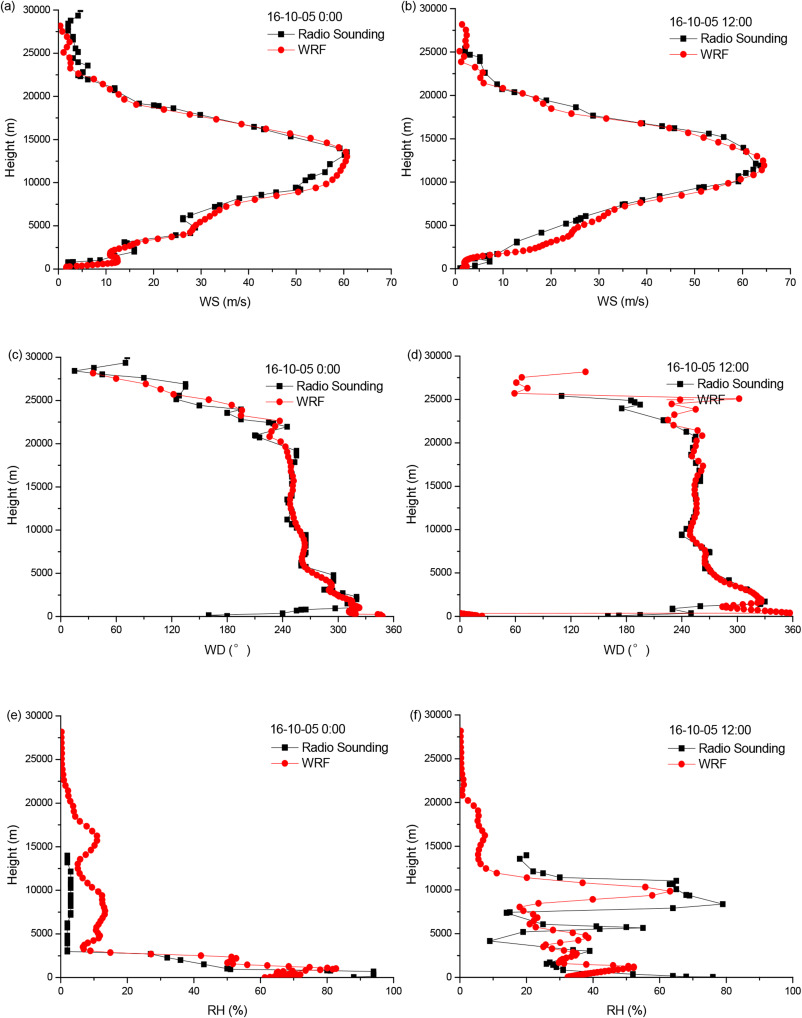 (a)
16-10-05 0:00
Radio Sounding
WRF
30000
25000
20000
15000
10000
5000
0
Height (m)
0 10 20 30 40 50 60 70
WS (m/s)
(b)
16-10-05 12:00
Radio Sounding
WRF
30000
25000
20000
15000
10000
5000
0
Height (m)
0 10 20 30 40 50 60 70
WS (m/s)
(c)
16-10-05 0:00
Radio Sounding
WRF
30000
25000
20000
15000
10000
5000
0
Height (m)
0 60 120 180 240 300 360
WD (°)
(d)
16-10-05 12:00
Radio Sounding
WRF
30000
25000
20000
15000
10000
5000
0
Height (m)
0 60 120 180 240 300 360
WD (°)
(e)
16-10-05 0:00
Radio Sounding
WRF
30000
25000
20000
15000
10000
5000
0
Height (m)
0 20 40 60 80 100
RH (%)
(f)
16-10-05 12:00
Radio Sounding
WRF
30000
25000
20000
15000
10000
5000
0
Height (m)
0 20 40 60 80 100
RH (%)